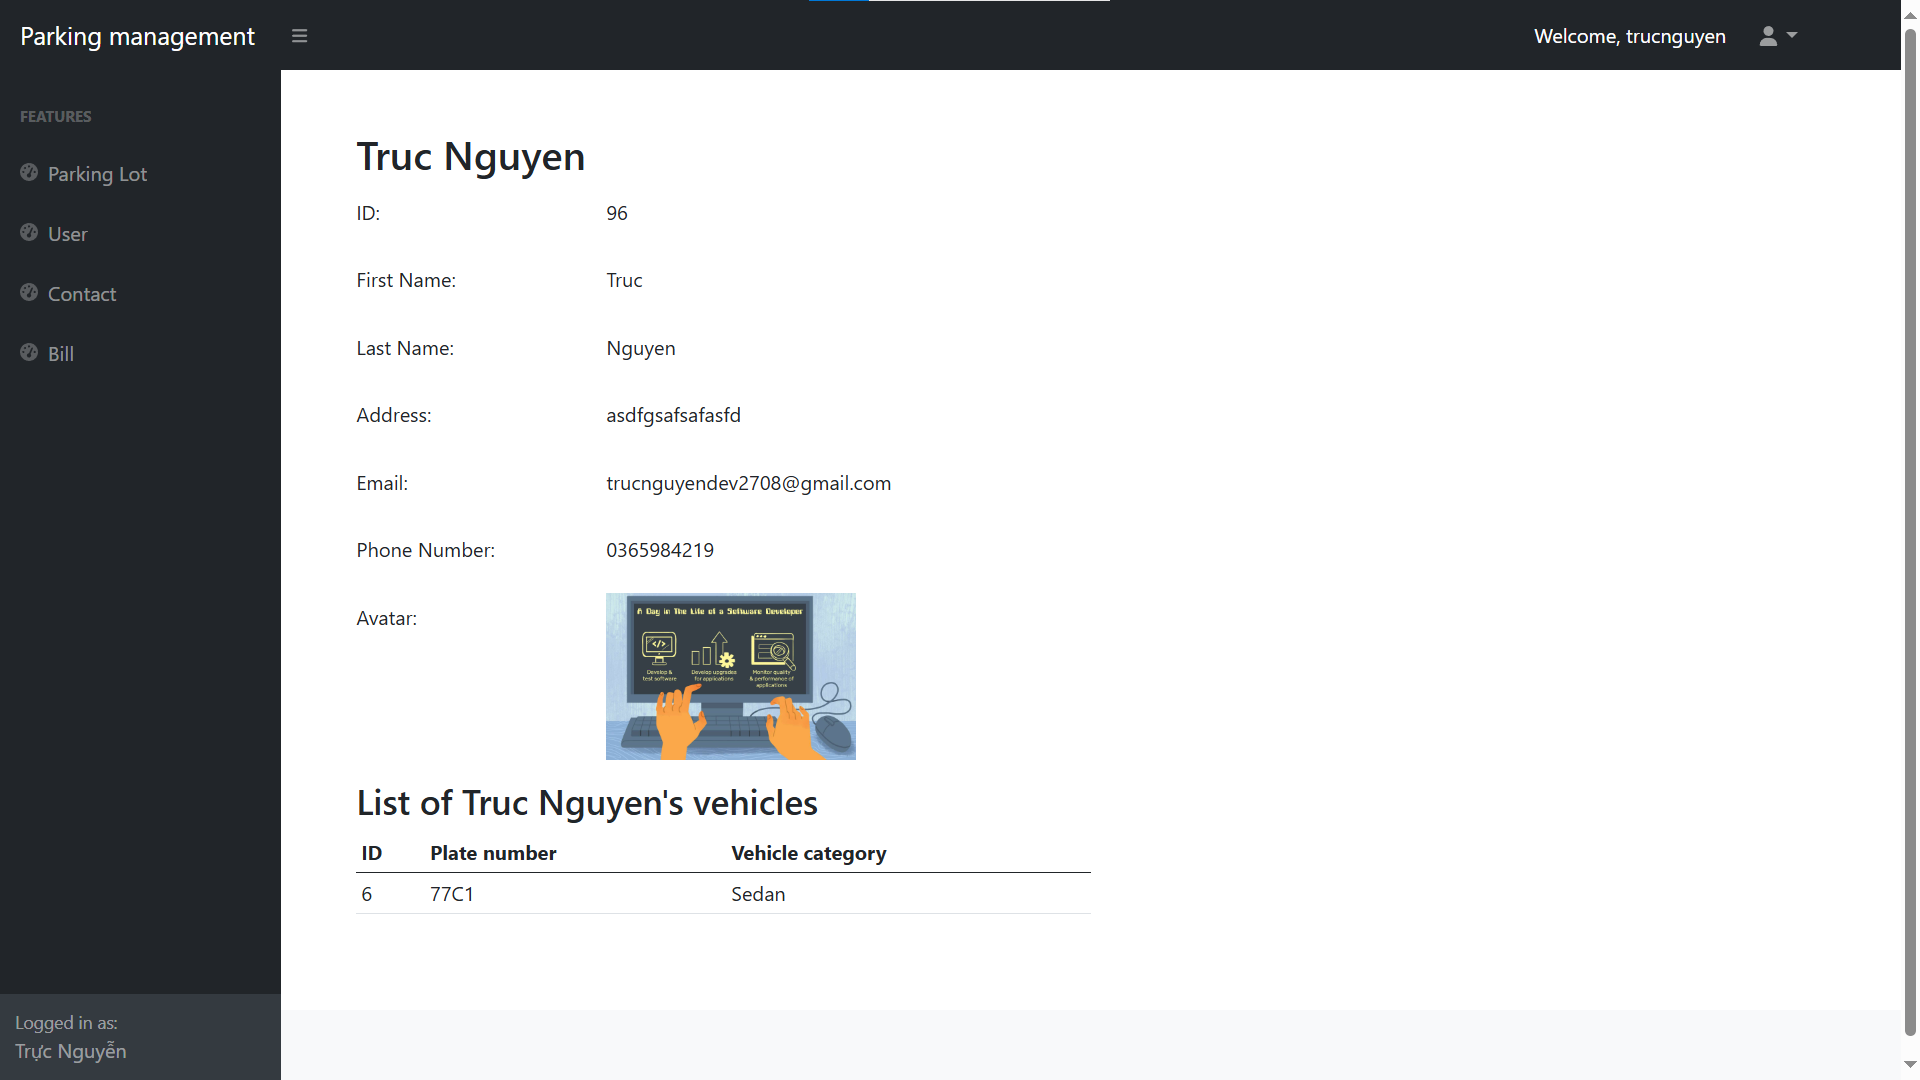 Parking management
Welcome, trucnguyen
FEATURES
Parking Lot
User
Contact
Bill
Truc Nguyen
ID: 96
First Name: Truc
Last Name: Nguyen
Address: asdfgsafsafasfd
Email: trucnguyendev2708@gmail.com
Phone Number: 0365984219
Avatar:
A Day in The Life of a Software Developer
Develop & test software
Develop upgrades for applications
Monitor quality & performance of applications
List of Truc Nguyen's vehicles
ID Plate number Vehicle category
6 77C1 Sedan
Logged in as:
Trực Nguyễn